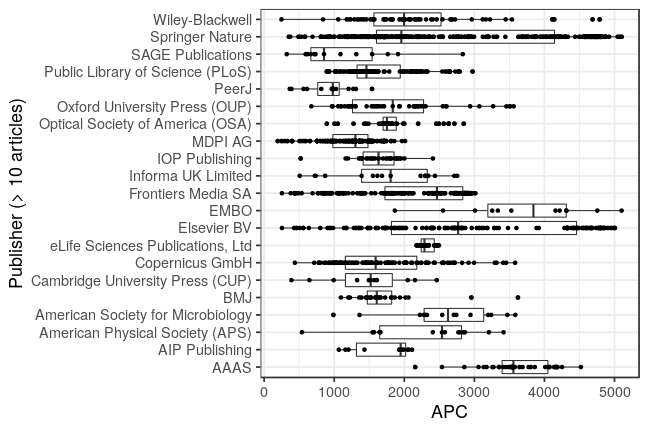 Publisher (> 10 articles)
Wiley-Blackwell
Springer Nature
SAGE Publications
Public Library of Science (PLoS)
PeerJ
Oxford University Press (OUP)
Optical Society of America (OSA)
MDPI AG
IOP Publishing
Informa UK Limited
Frontiers Media SA
EMBO
Elsevier BV
eLife Sciences Publications, Ltd
Copernicus GmbH
Cambridge University Press (CUP)
BMJ
American Society for Microbiology
American Physical Society (APS)
AIP Publishing
AAAS
0 1000 2000 3000 4000 5000
APC